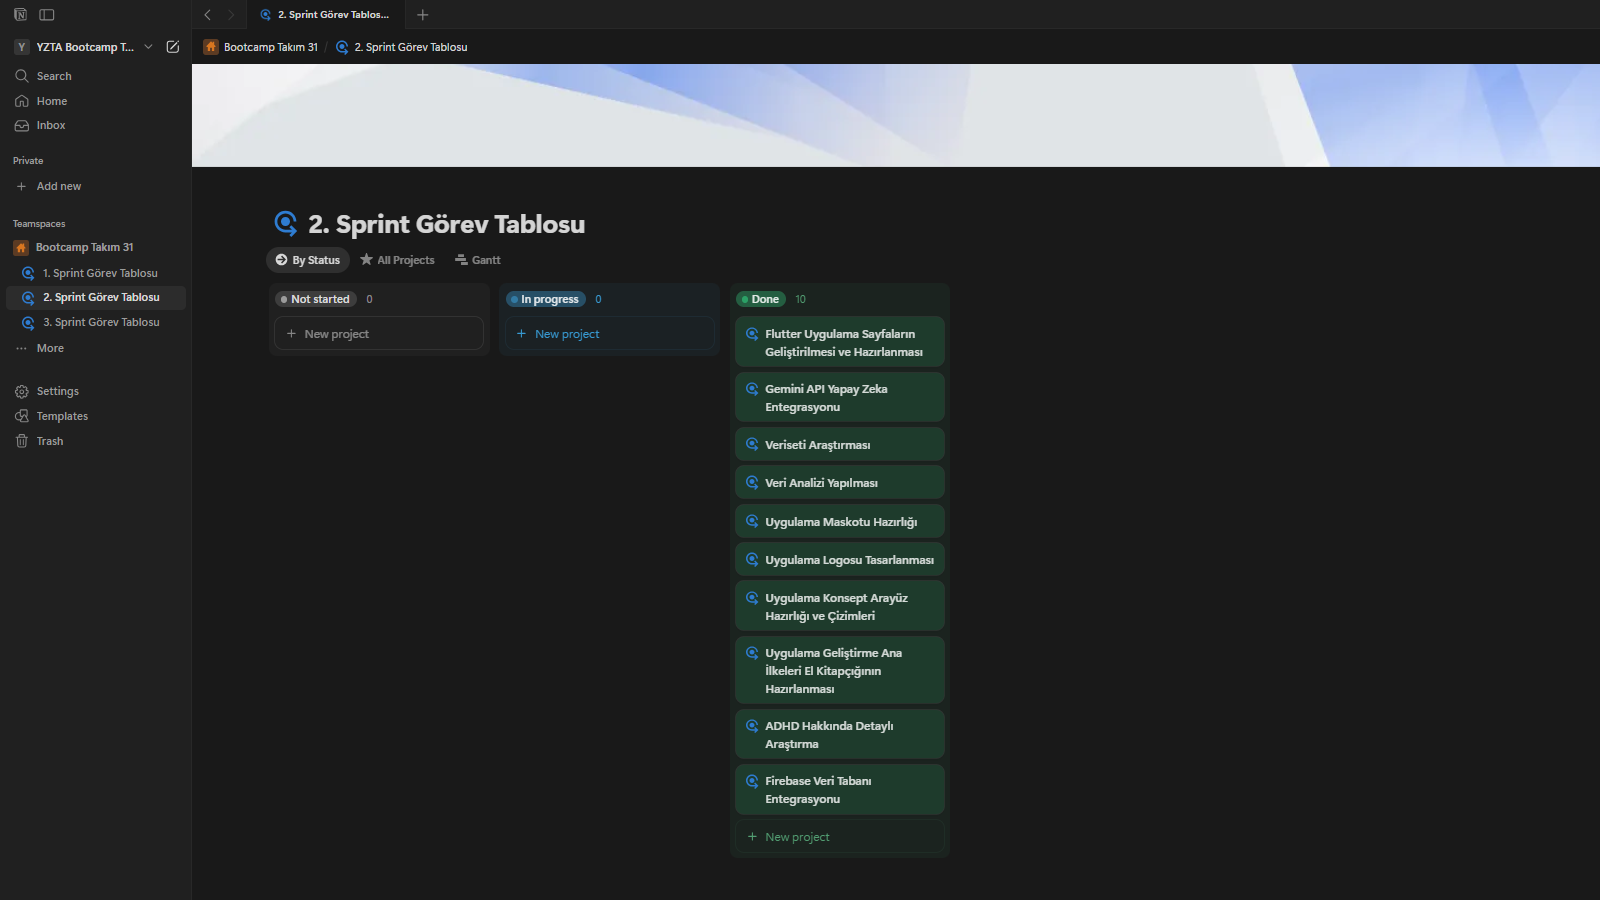 2. Sprint Görev Tablos...
YZTA Bootcamp T...
Bootcamp Takım 31 / 2. Sprint Görev Tablosu
Search
Home
Inbox
Private
Add new
Teamspaces
Bootcamp Takım 31
1. Sprint Görev Tablosu
2. Sprint Görev Tablosu
3. Sprint Görev Tablosu
More
Settings
Templates
Trash
2. Sprint Görev Tablosu
By Status
All Projects
Gantt
Not started 0
New project
In progress 0
New project
Done 10
Flutter Uygulama Sayfaların
Geliştirilmesi ve Hazırlanması
Gemini API Yapay Zeka
Entegrasyonu
Veriseti Araştırması
Veri Analizi Yapılması
Uygulama Maskotu Hazırlığı
Uygulama Logosu Tasarlanması
Uygulama Konsept Arayüz
Hazırlığı ve Çizimleri
Uygulama Geliştirme Ana
İlkeleri El Kitapçığının
Hazırlanması
ADHD Hakkında Detaylı
Araştırma
Firebase Veri Tabanı
Entegrasyonu
New project